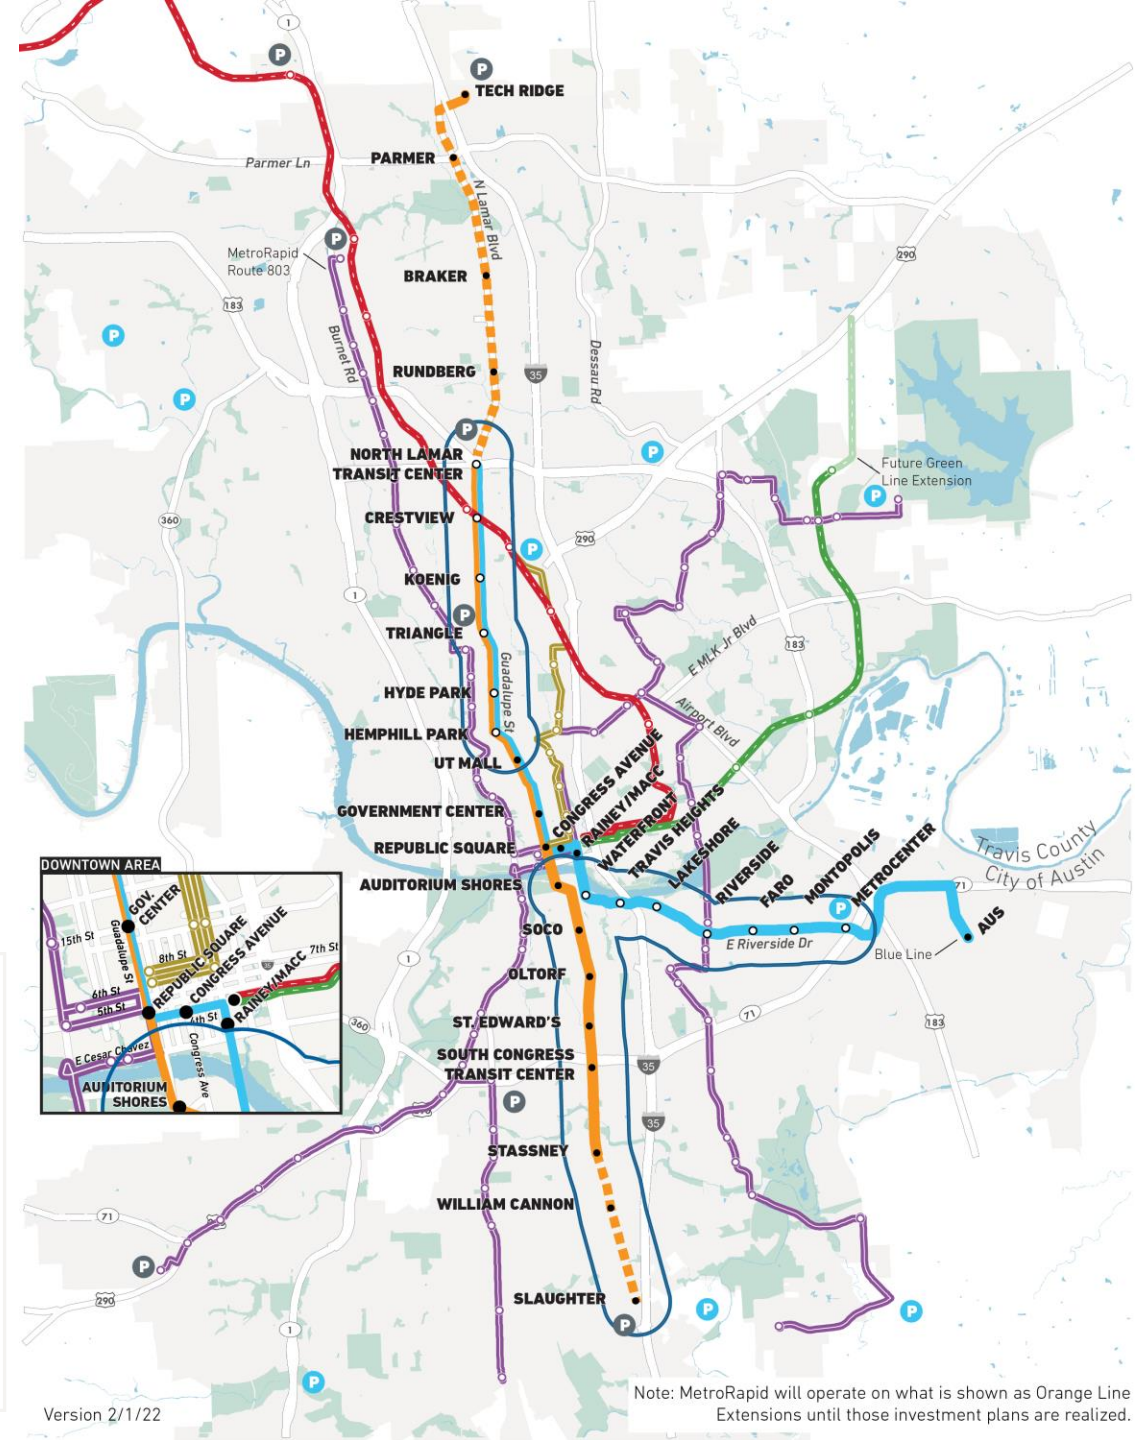 1
P
P
TECH RIDGE
PARMER
Parmer Ln
N Lamar Blvd
P
MetroRapid
Route 803
290
BRAKER
183
P
Burnet Rd
Dessau Rd
RUNDBERG
35
P
P
NORTH LAMAR
TRANSIT CENTER
P
Future Green
Line Extension
P
CRESTVIEW
360
290
P
KOENIG
1
P
TRIANGLE
E MLK Jr Blvd
183
Guadalupe St
HYDE PARK
Airport Blvd
HEMPHILL PARK
UT MALL
GOVERNMENT CENTER
CONGRESS AVENUE
RAINEY/MACC
WATERFRONT
TRAVIS HEIGHTS
LAKESHORE
RIVERSIDE
FARO
MONTOPOLIS
METROCENTER
REPUBLIC SQUARE
Travis County
City of Austin
AUDITORIUM SHORES
71
P
AUS
SOCO
E Riverside Dr
Blue Line
DOWNTOWN AREA
GOV.
CENTER
15th St
Guadalupe St
REPUBLIC SQUARE
CONGRESS AVENUE
RAINEY/MACC
8th St
7th St
6th St
5th St
4th St
E Cesar Chavez
Congress Ave
AUDITORIUM
SHORES
1
OLTORF
71
360
ST. EDWARD'S
183
SOUTH CONGRESS
TRANSIT CENTER
35
P
35
STASSNEY
WILLIAM CANNON
71
P
290
SLAUGHTER
P
P
P
1
P
Version 2/1/22
Note: MetroRapid will operate on what is shown as Orange Line
Extensions until those investment plans are realized.